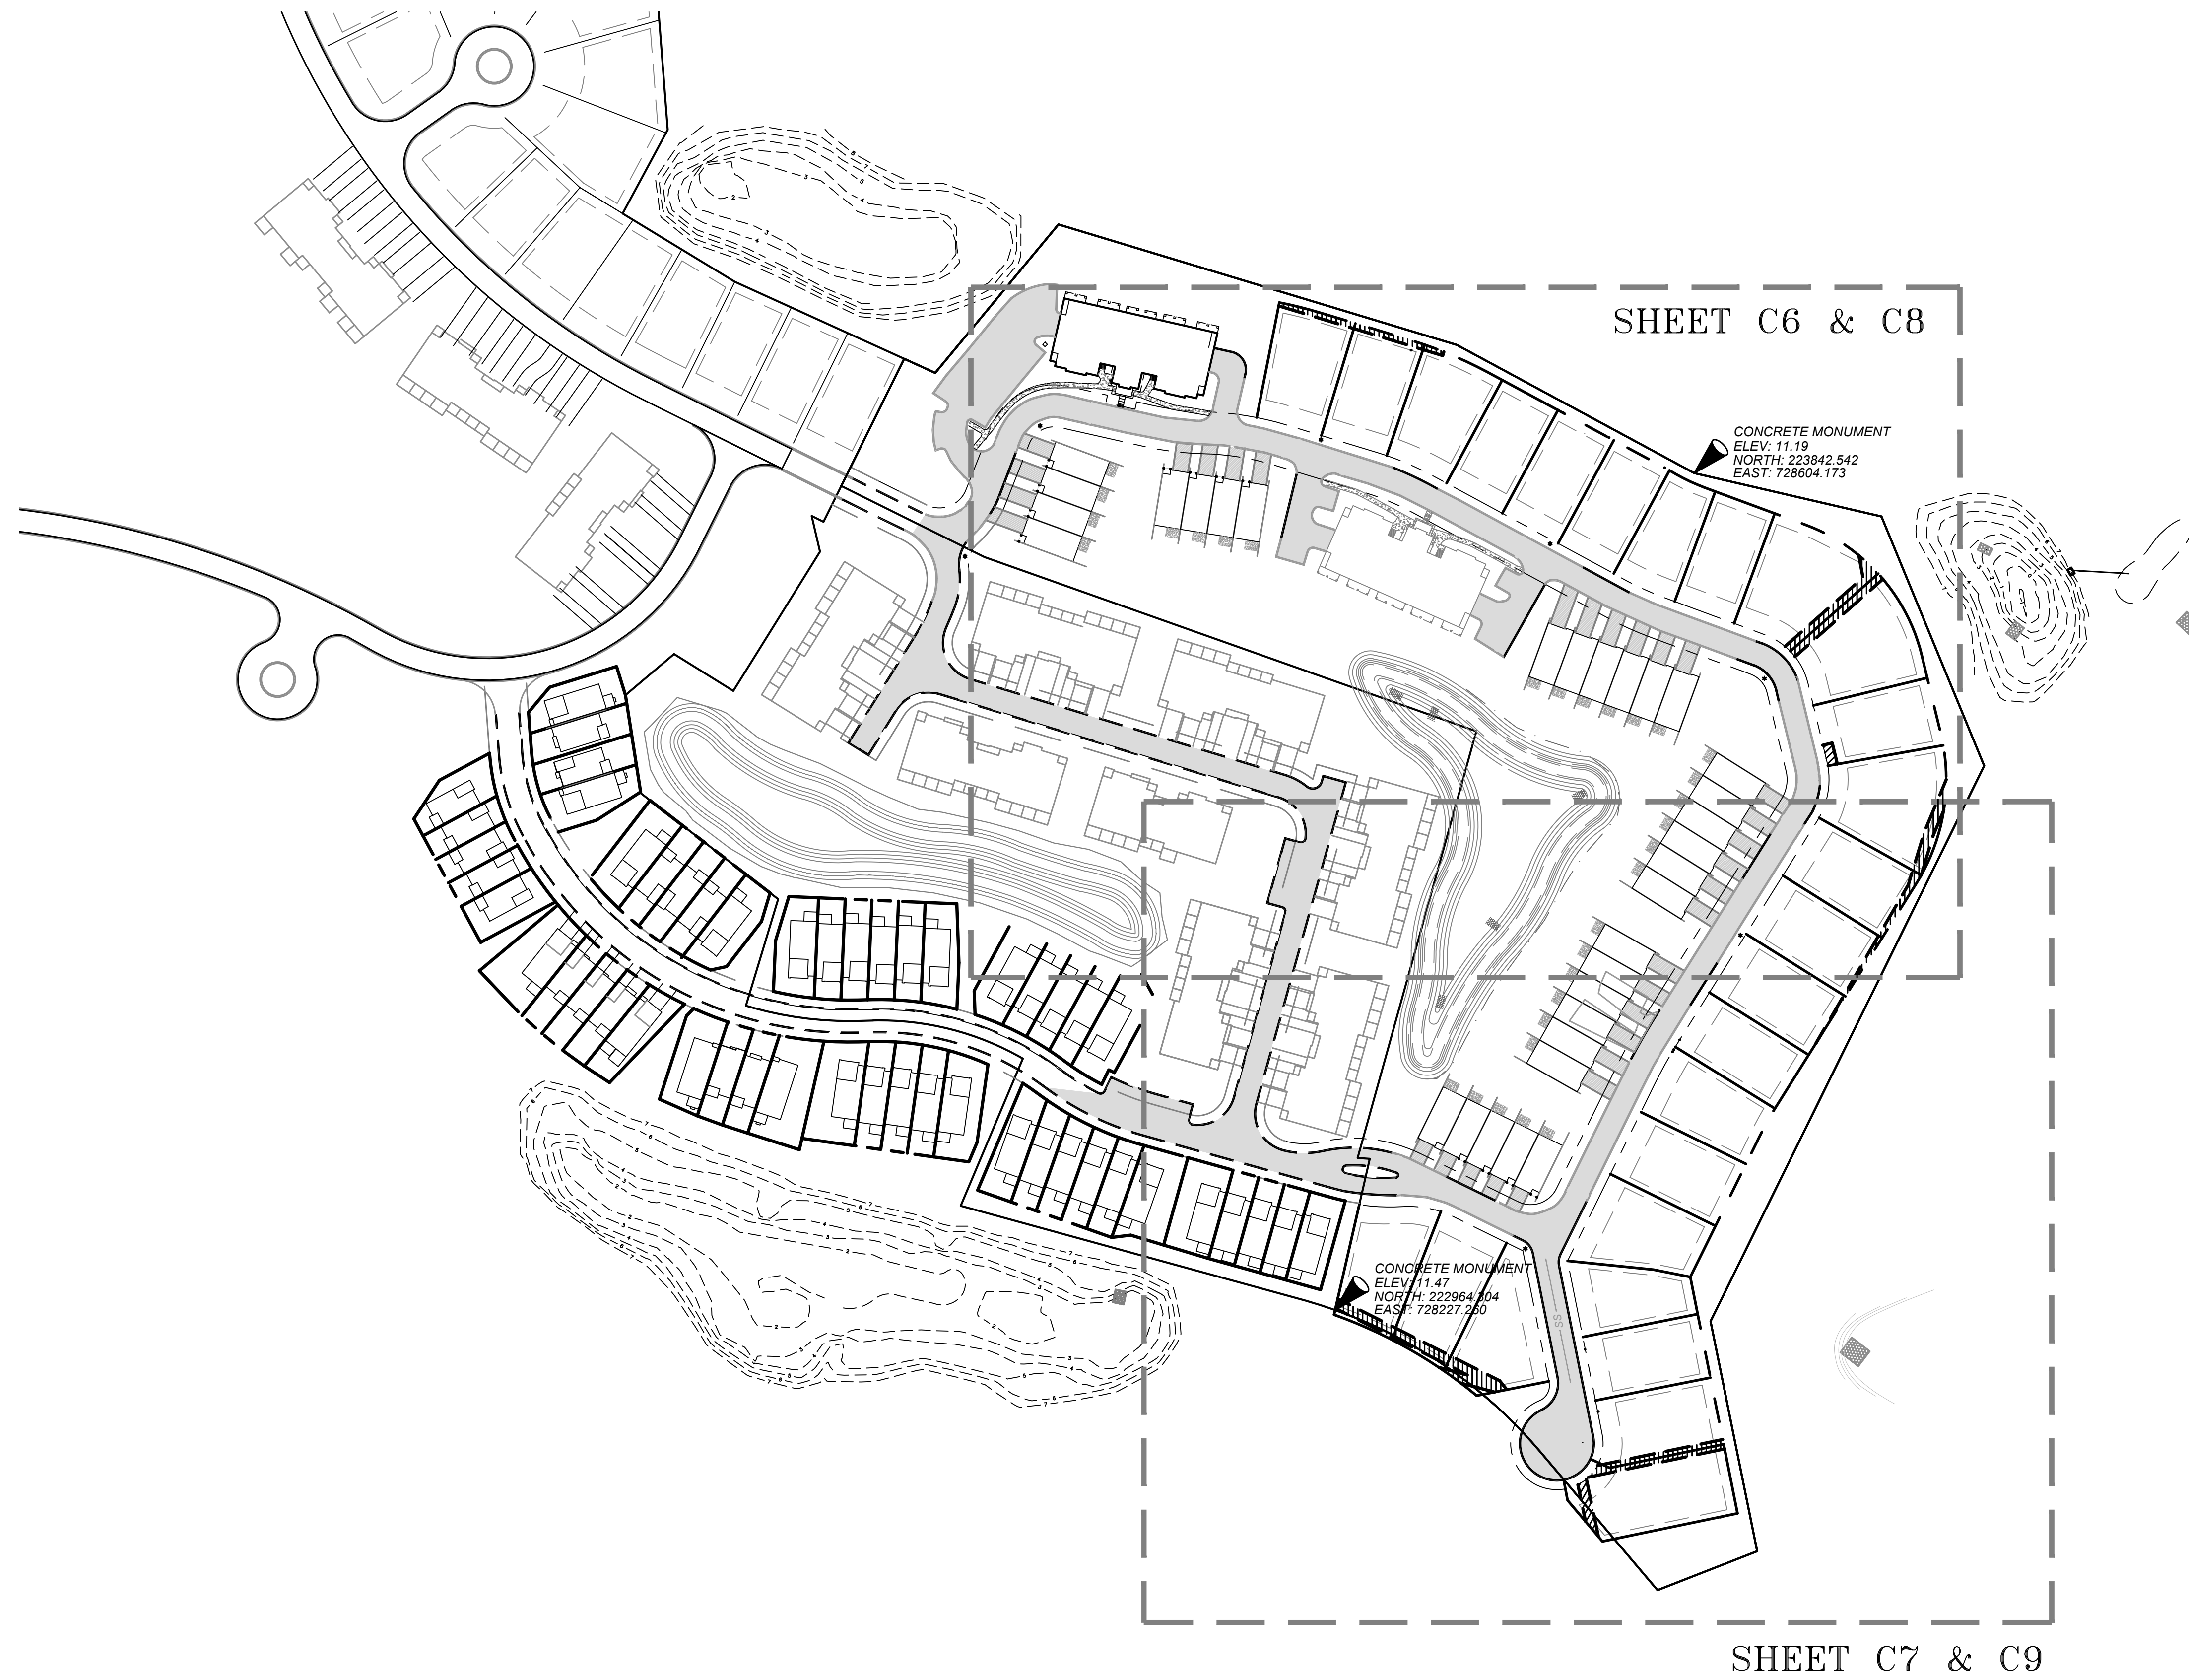 SHEET C6 & C8
CONCRETE MONUMENT
ELEV: 11.19
NORTH: 223842.542
EAST: 728604.173
CONCRETE MONUMENT
ELEV: 11.47
NORTH: 222964.304
EAST: 728227.260
SS
SHEET C7 & C9